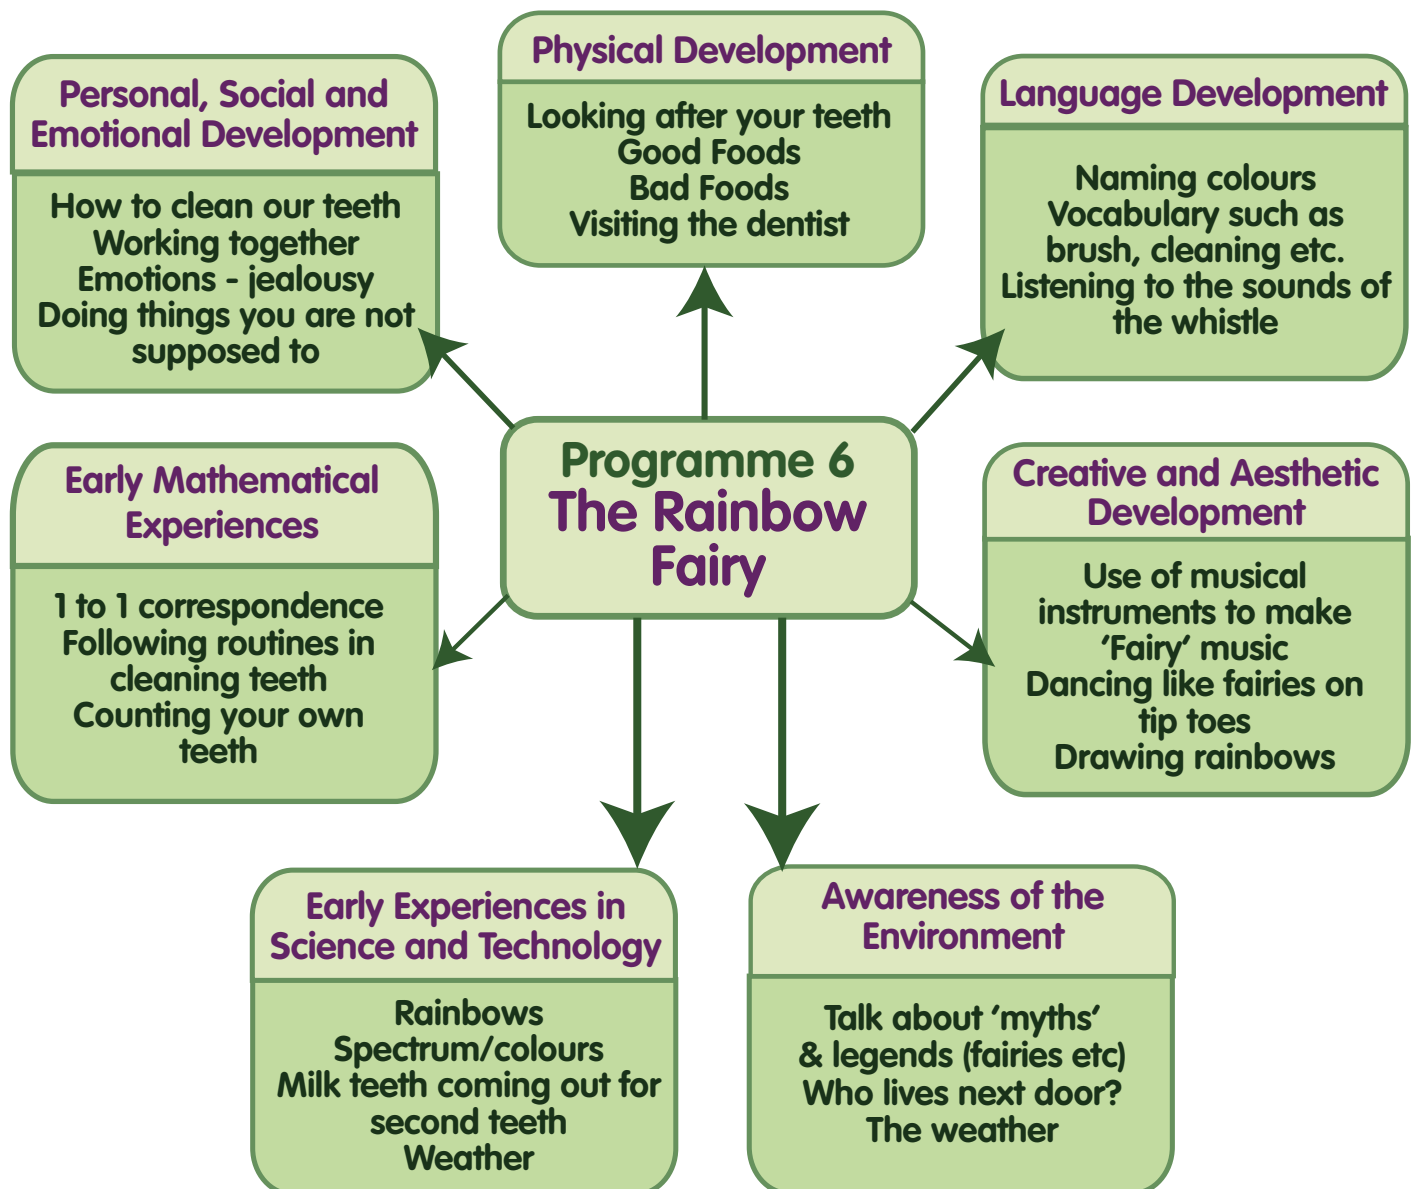 Physical Development
Looking after your teeth
Good Foods
Bad Foods
Visiting the dentist
Personal, Social and
Emotional Development
How to clean our teeth
Working together
Emotions - jealousy
Doing things you are not
supposed to
Language Development
Naming colours
Vocabulary such as
brush, cleaning etc.
Listening to the sounds of
the whistle
Programme 6
The Rainbow
Fairy
Early Mathematical
Experiences
1 to 1 correspondence
Following routines in
cleaning teeth
Counting your own
teeth
Creative and Aesthetic
Development
Use of musical
instruments to make
‘Fairy’ music
Dancing like fairies on
tip toes
Drawing rainbows
Early Experiences in
Science and Technology
Rainbows
Spectrum/colours
Milk teeth coming out for
second teeth
Weather
Awareness of the
Environment
Talk about ‘myths’
& legends (fairies etc)
Who lives next door?
The weather